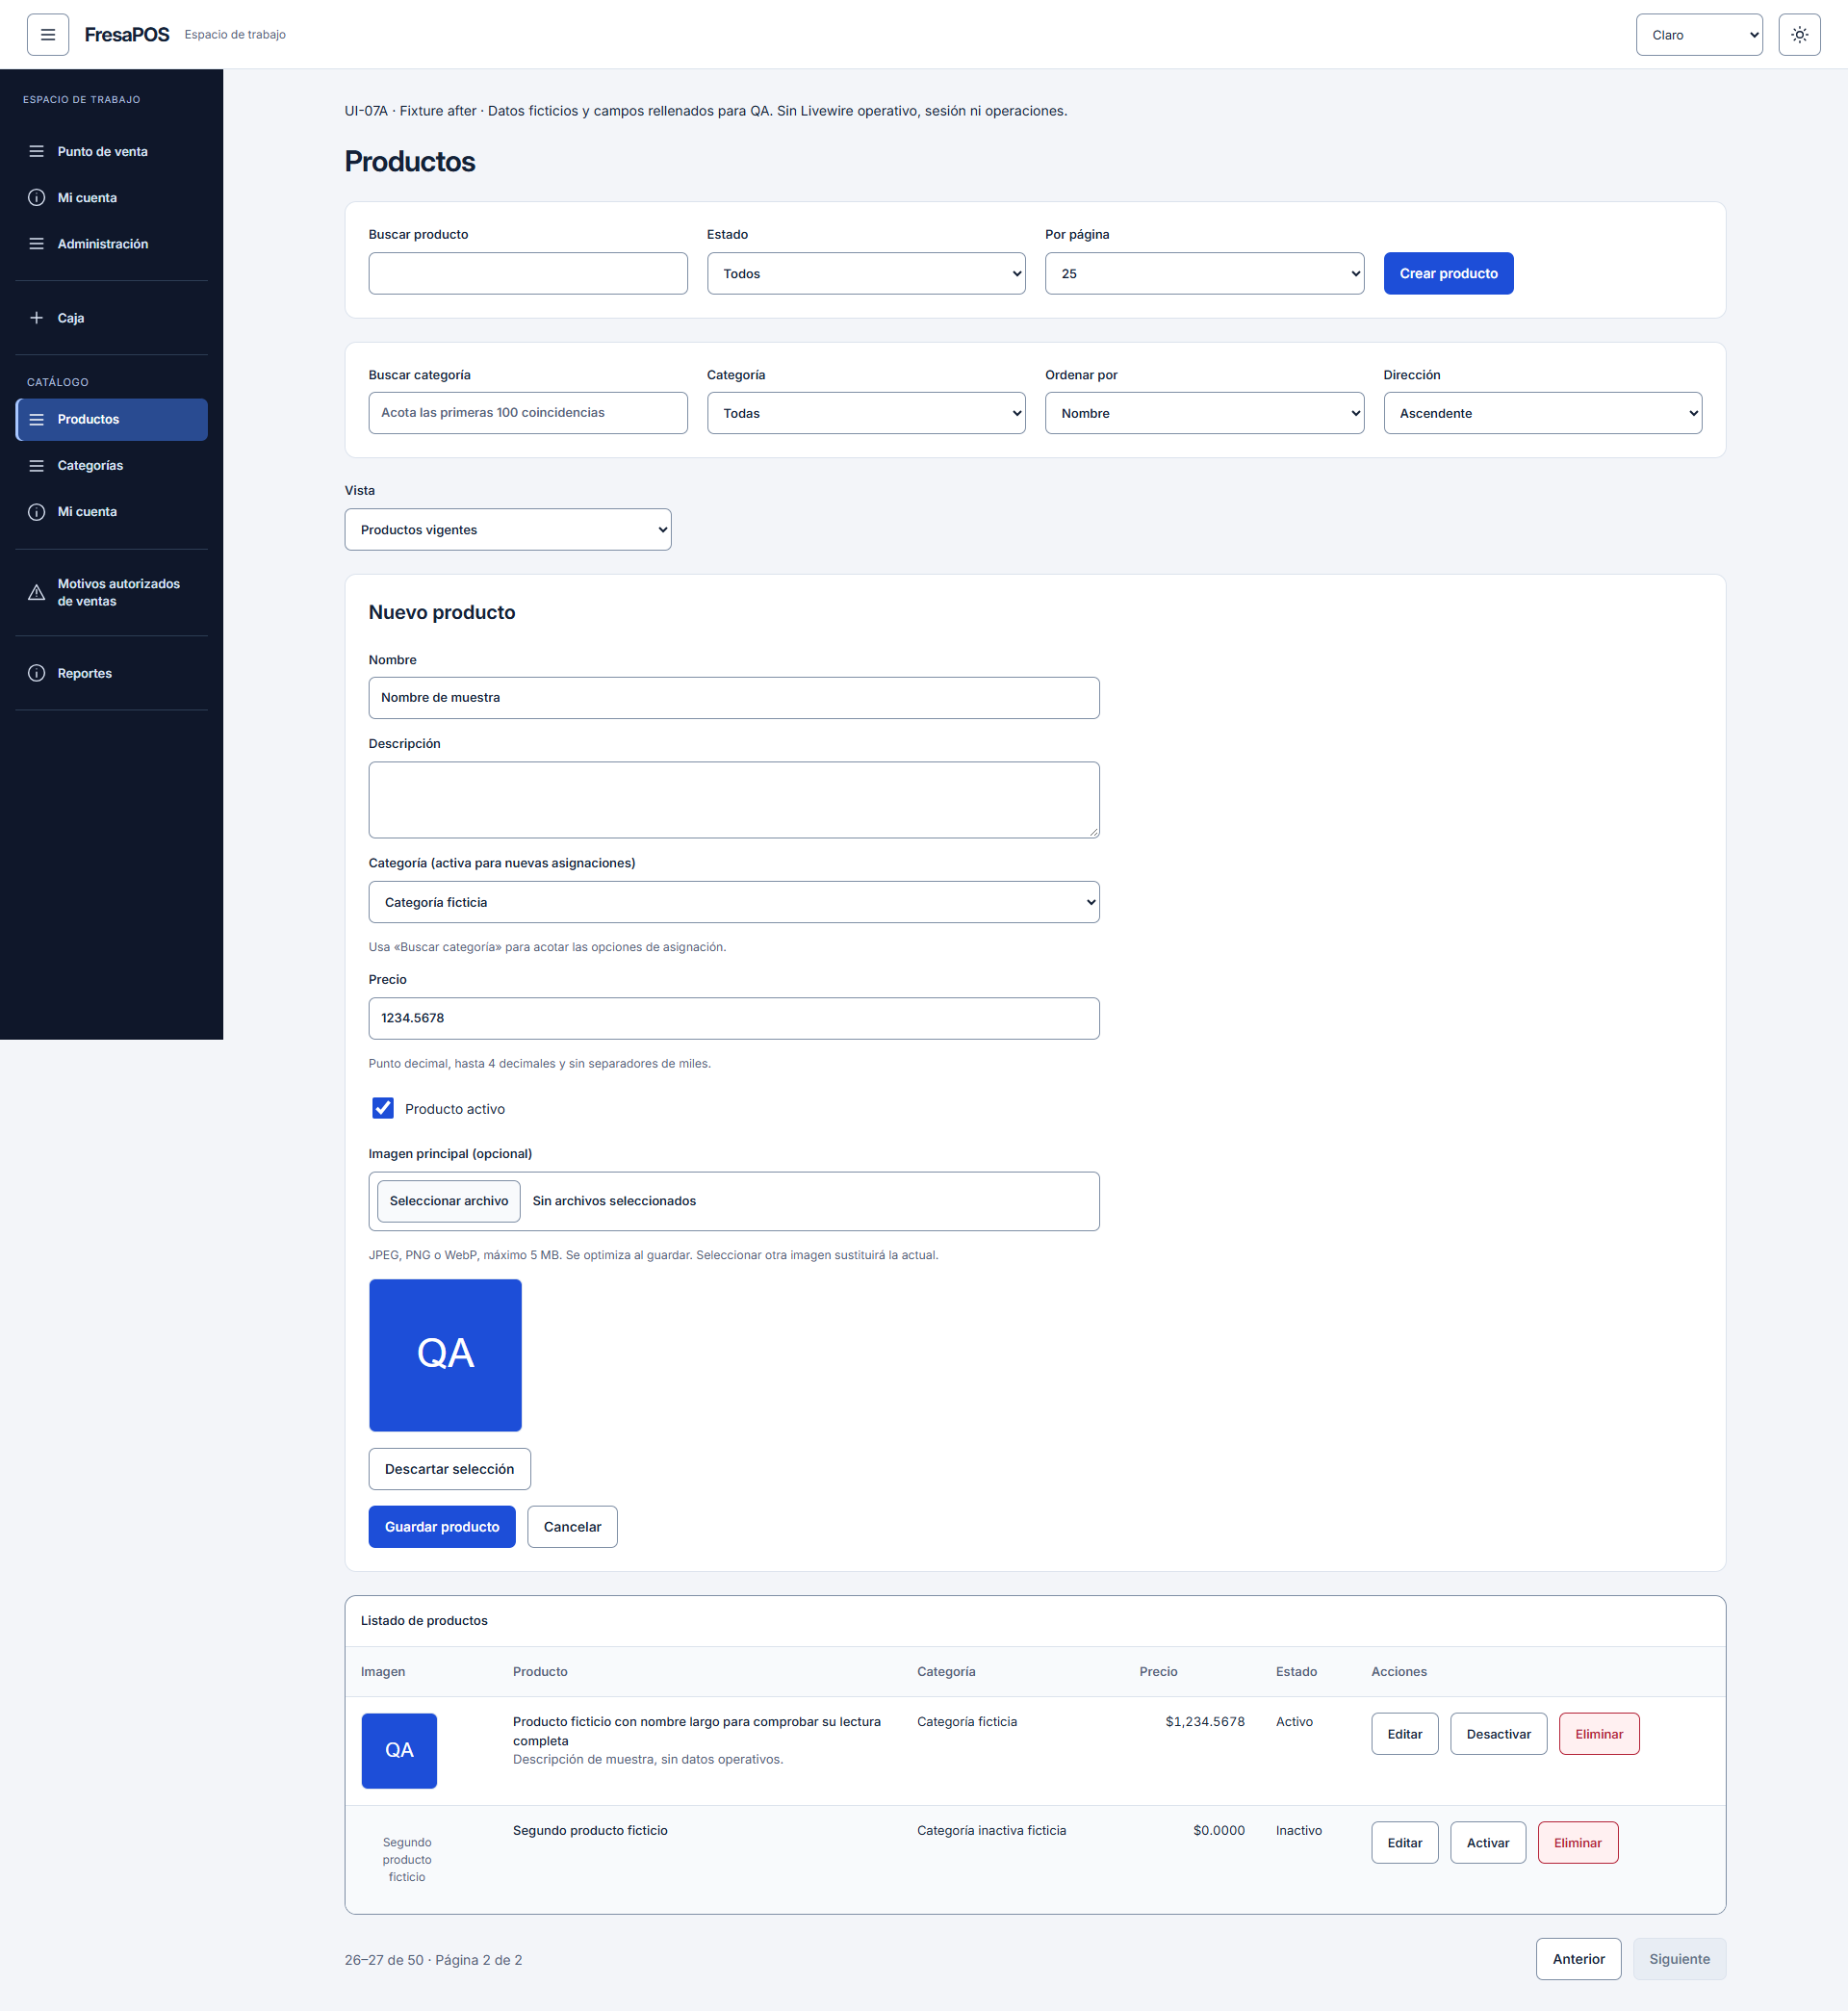 FresaPOS
Espacio de trabajo
Claro
ESPACIO DE TRABAJO
Punto de venta
Mi cuenta
Administración
Caja
CATÁLOGO
Productos
Categorías
Mi cuenta
Motivos autorizados
de ventas
Reportes
UI-07A · Fixture after · Datos ficticios y campos rellenados para QA. Sin Livewire operativo, sesión ni operaciones.
Productos
Buscar producto
Estado
Por página
Todos
25
Crear producto
Buscar categoría
Categoría
Ordenar por
Dirección
Acota las primeras 100 coincidencias
Todas
Nombre
Ascendente
Vista
Productos vigentes
Nuevo producto
Nombre
Nombre de muestra
Descripción
Categoría (activa para nuevas asignaciones)
Categoría ficticia
Usa «Buscar categoría» para acotar las opciones de asignación.
Precio
1234.5678
Punto decimal, hasta 4 decimales y sin separadores de miles.
Producto activo
Imagen principal (opcional)
Seleccionar archivo
Sin archivos seleccionados
JPEG, PNG o WebP, máximo 5 MB. Se optimiza al guardar. Seleccionar otra imagen sustituirá la actual.
QA
Descartar selección
Guardar producto
Cancelar
Listado de productos
Imagen
Producto
Categoría
Precio
Estado
Acciones
QA
Producto ficticio con nombre largo para comprobar su lectura
completa
Descripción de muestra, sin datos operativos.
Categoría ficticia
$1,234.5678
Activo
Editar
Desactivar
Eliminar
Segundo
producto
ficticio
Segundo producto ficticio
Categoría inactiva ficticia
$0.0000
Inactivo
Editar
Activar
Eliminar
26–27 de 50 · Página 2 de 2
Anterior
Siguiente